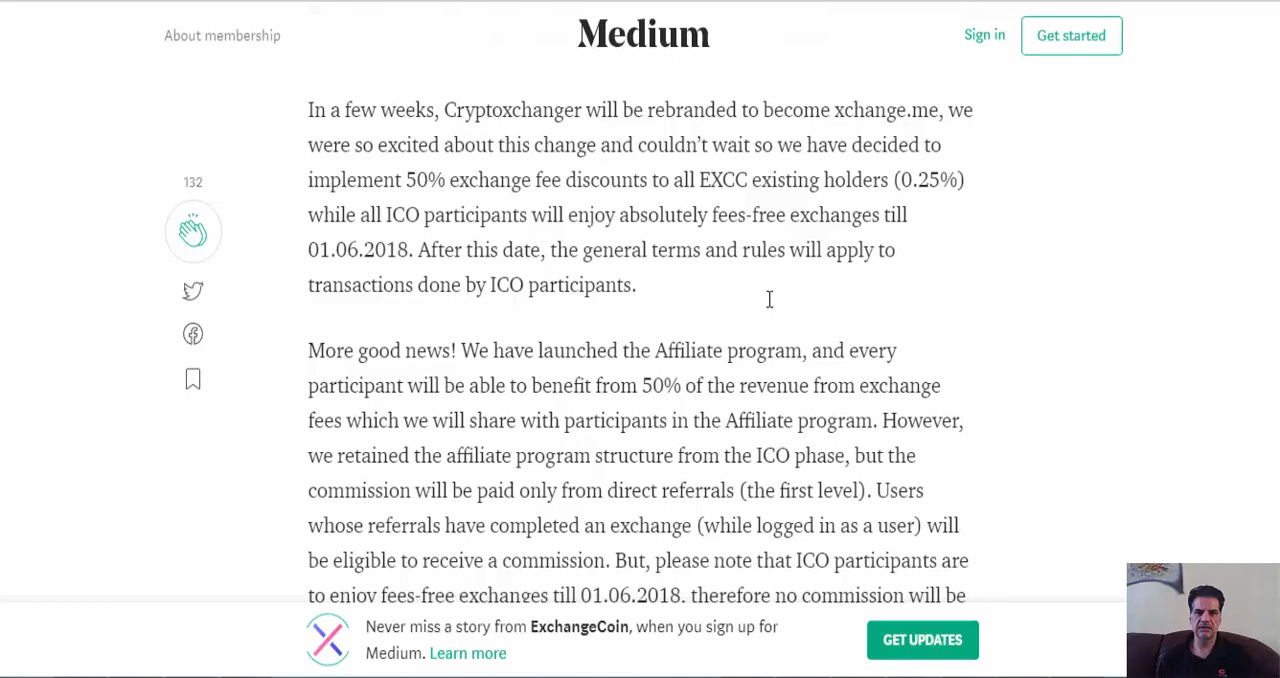 About membership
Medium
Sign in
Get started
In a few weeks, Cryptoxchanger will be rebranded to become xchange.me, we
were so excited about this change and couldn’t wait so we have decided to
implement 50% exchange fee discounts to all EXCC existing holders (0.25%)
while all ICO participants will enjoy absolutely fees-free exchanges till
01.06.2018. After this date, the general terms and rules will apply to
transactions done by ICO participants.
132
More good news! We have launched the Affiliate program, and every
participant will be able to benefit from 50% of the revenue from exchange
fees which we will share with participants in the Affiliate program. However,
we retained the affiliate program structure from the ICO phase, but the
commission will be paid only from direct referrals (the first level). Users
whose referrals have completed an exchange (while logged in as a user) will
be eligible to receive a commission. But, please note that ICO participants are
to enjoy fees-free exchanges till 01.06.2018, therefore no commission will be
Never miss a story from ExchangeCoin, when you sign up for
Medium. Learn more
GET UPDATES